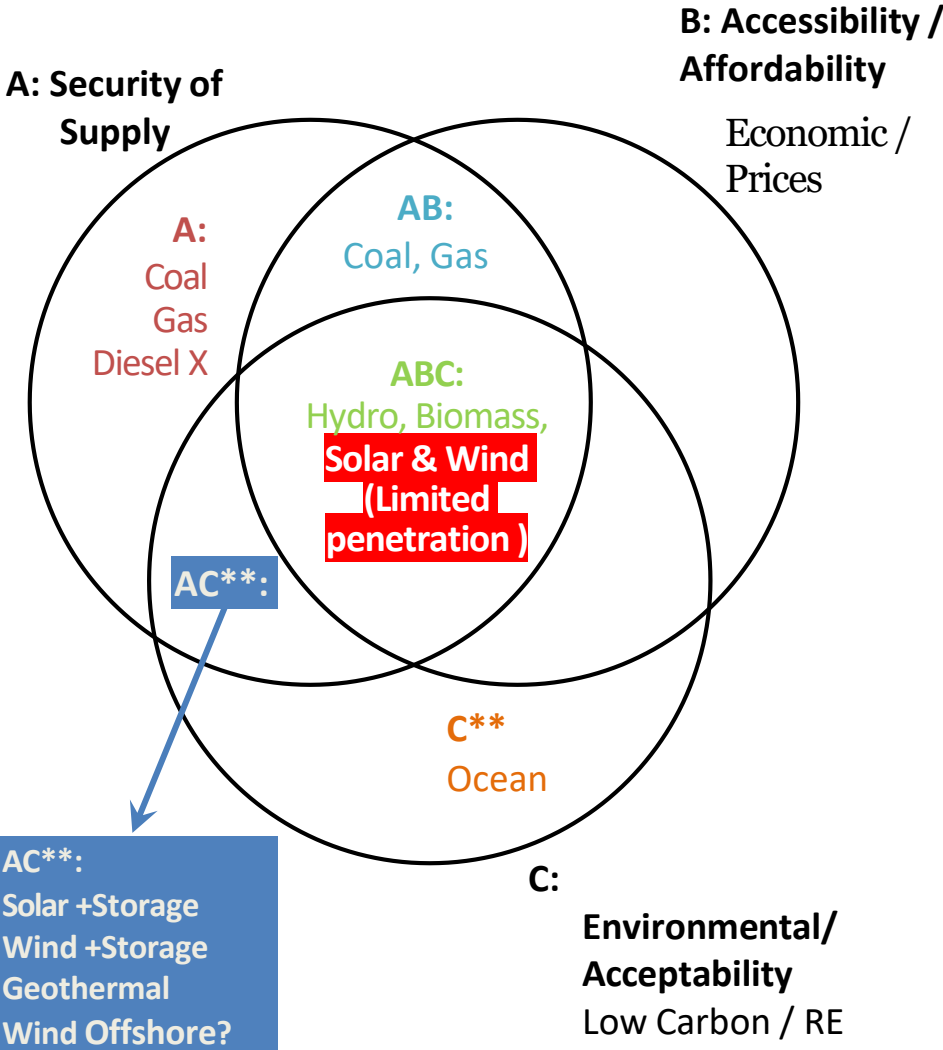 B: Accessibility /
Affordability
Economic /
Prices
A: Security of
Supply
AB:
Coal, Gas
A:
Coal
Gas
Diesel X
ABC:
Hydro, Biomass,
Solar & Wind
(Limited
penetration )
AC**:
C**
Ocean
AC**:
Solar +Storage
Wind +Storage
Geothermal
Wind Offshore?
C:
Environmental/
Acceptability
Low Carbon / RE